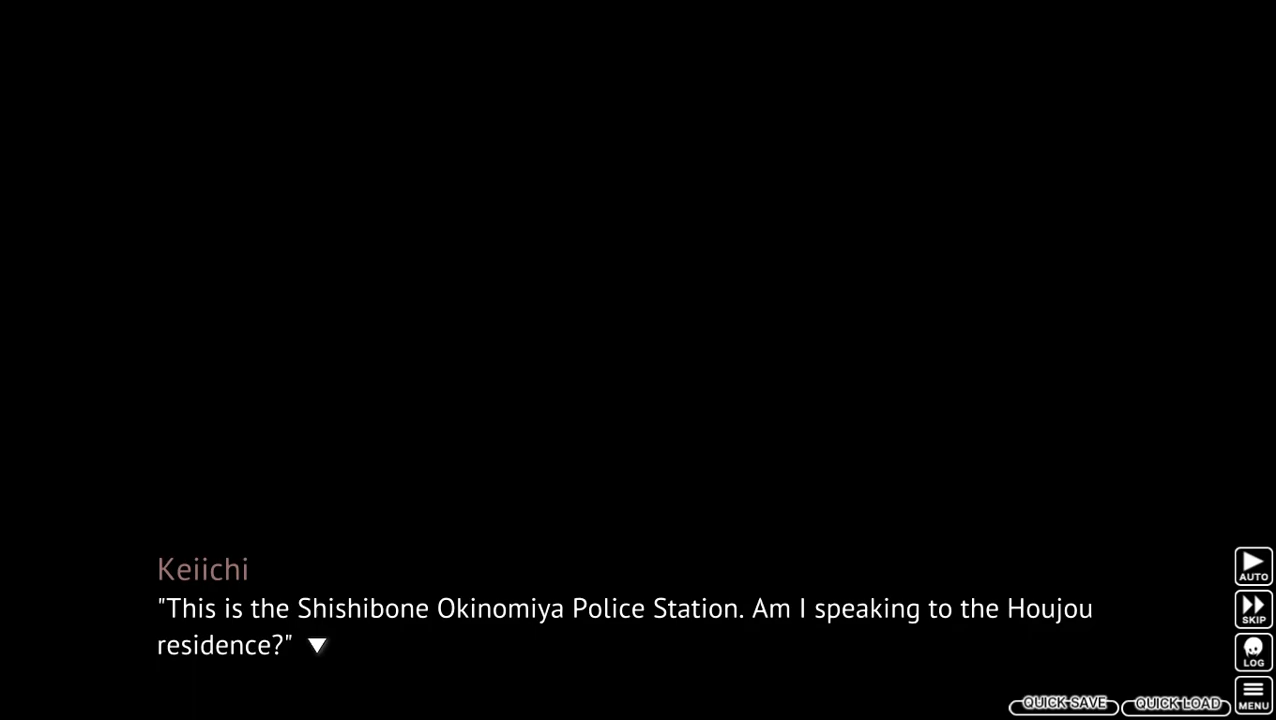 Keiichi
"This is the Shishibone Okinomiya Police Station. Am I speaking to the Houjou
residence?"
AUTO
SKIP
LOG
MENU
QUICK SAVE
QUICK LOAD